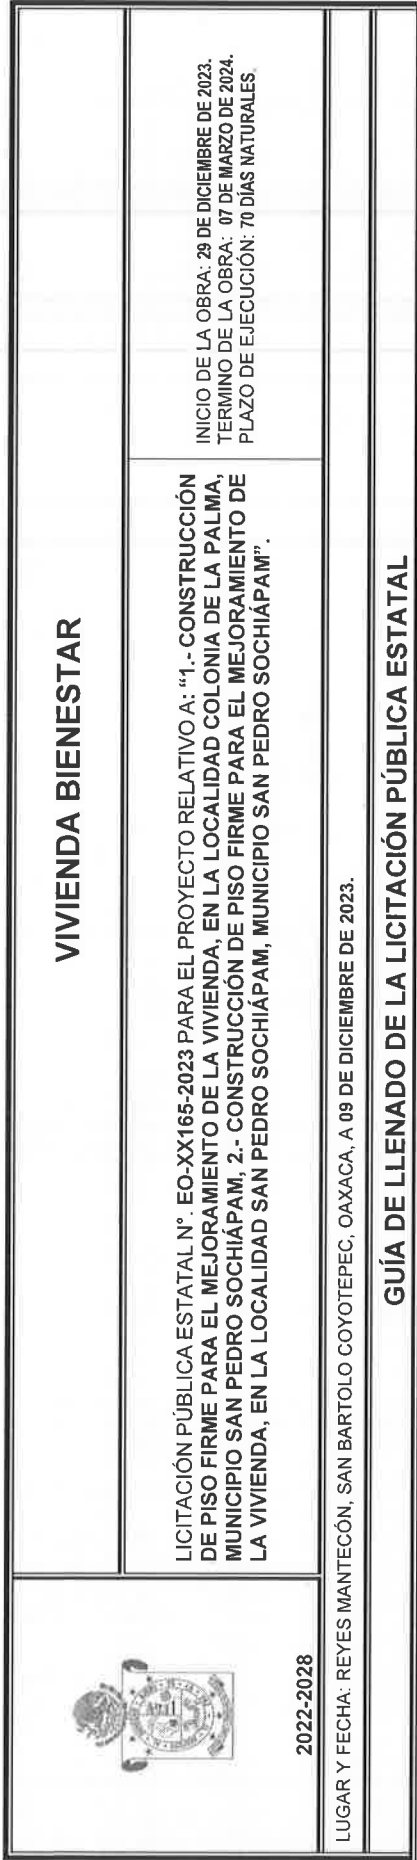 VIVIENDA BIENESTAR
2022-2028
LICITACIÓN PÚBLICA ESTATAL N°. EO-XX165-2023 PARA EL PROYECTO RELATIVO A: “1.- CONSTRUCCIÓN
DE PISO FIRME PARA EL MEJORAMIENTO DE LA VIVIENDA, EN LA LOCALIDAD COLONIA DE LA PALMA,
MUNICIPIO SAN PEDRO SOCHIÁPAM, 2.- CONSTRUCCIÓN DE PISO FIRME PARA EL MEJORAMIENTO DE
LA VIVIENDA, EN LA LOCALIDAD SAN PEDRO SOCHIÁPAM, MUNICIPIO SAN PEDRO SOCHIÁPAM”.
INICIO DE LA OBRA: 29 DE DICIEMBRE DE 2023.
TERMINO DE LA OBRA: 07 DE MARZO DE 2024.
PLAZO DE EJECUCIÓN: 70 DÍAS NATURALES.
LUGAR Y FECHA: REYES MANTECÓN, SAN BARTOLO COYOTEPEC, OAXACA, A 09 DE DICIEMBRE DE 2023.
GUÍA DE LLENADO DE LA LICITACIÓN PÚBLICA ESTATAL